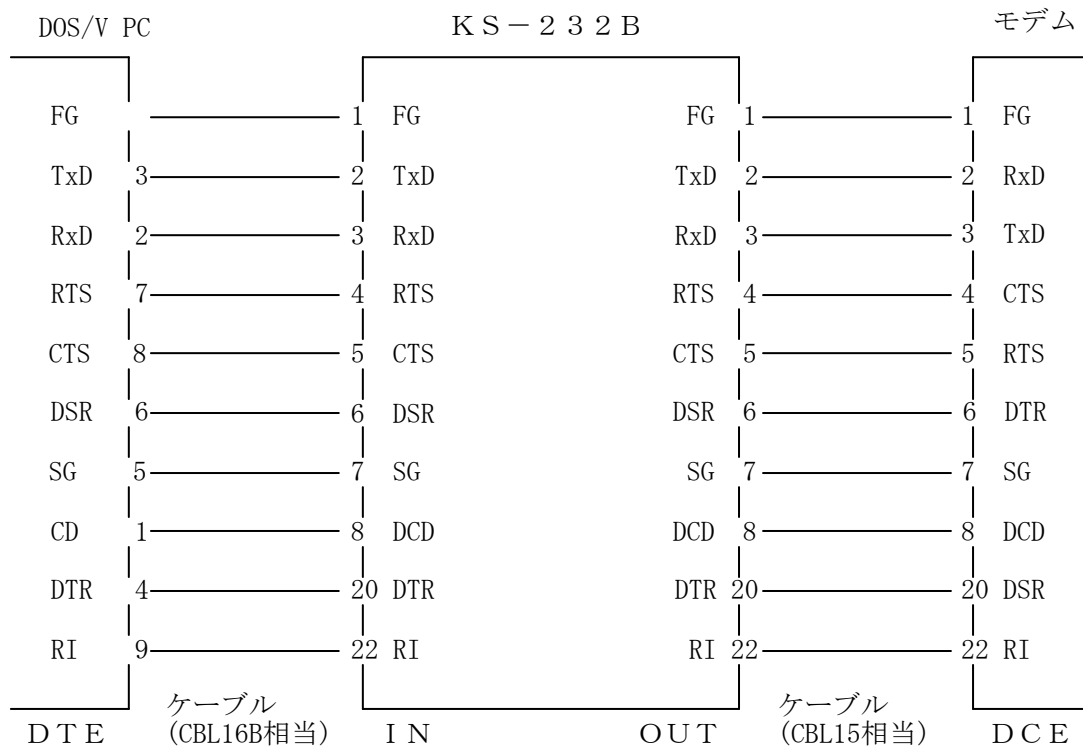 DOS/V PC ＫＳ－２３２Ｂ モデム
FG 1 FG FG 1 1 FG
TxD 3 2 TxD TxD 2 2 RxD
RxD 2 3 RxD RxD 3 3 TxD
RTS 7 4 RTS RTS 4 4 CTS
CTS 8 5 CTS CTS 5 5 RTS
DSR 6 6 DSR DSR 6 6 DTR
SG 5 7 SG SG 7 7 SG
CD 1 8 DCD DCD 8 8 DCD
DTR 4 20 DTR DTR 20 20 DSR
RI 9 22 RI RI 22 22 RI
ケーブル ケーブル
ＤＴＥ (CBL16B相当) ＩＮ ＯＵＴ (CBL15相当) ＤＣＥ